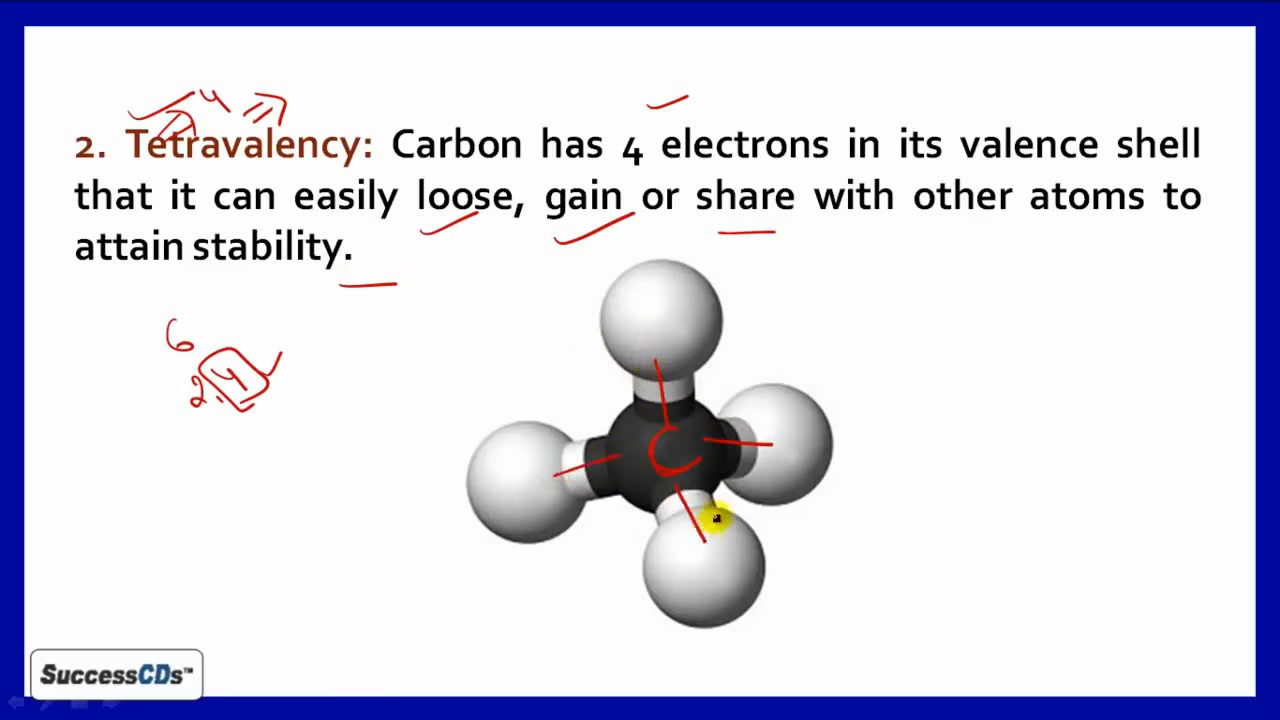 4
2. Tetravalency: Carbon has 4 electrons in its valence shell
that it can easily loose, gain or share with other atoms to
attain stability.
6
2,4
C
SuccessCDs™